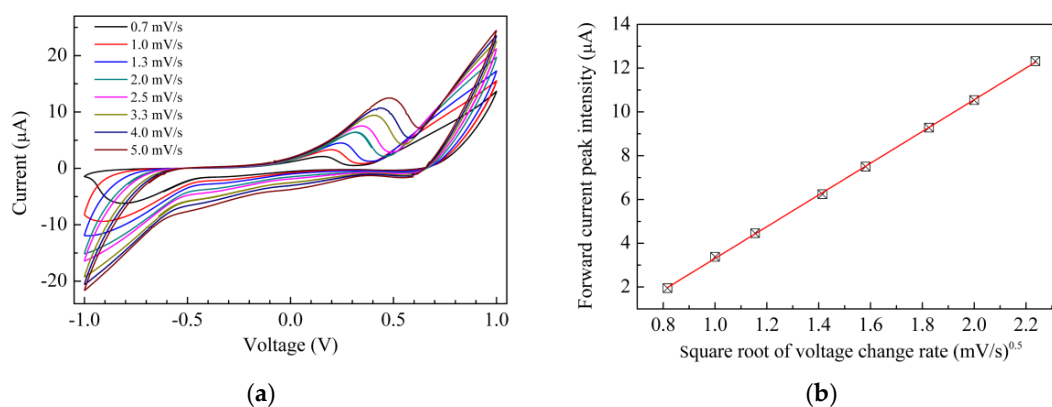 0.7 mV/s
1.0 mV/s
1.3 mV/s
2.0 mV/s
2.5 mV/s
3.3 mV/s
4.0 mV/s
5.0 mV/s
20
10
0
-10
-20
Current (μA)
-1.0 -0.5 0.0 0.5 1.0
Voltage (V)
(a)
14
12
10
8
6
4
2
Forward current peak intensity (μA)
0.8 1.0 1.2 1.4 1.6 1.8 2.0 2.2
Square root of voltage change rate (mV/s)^0.5
(b)